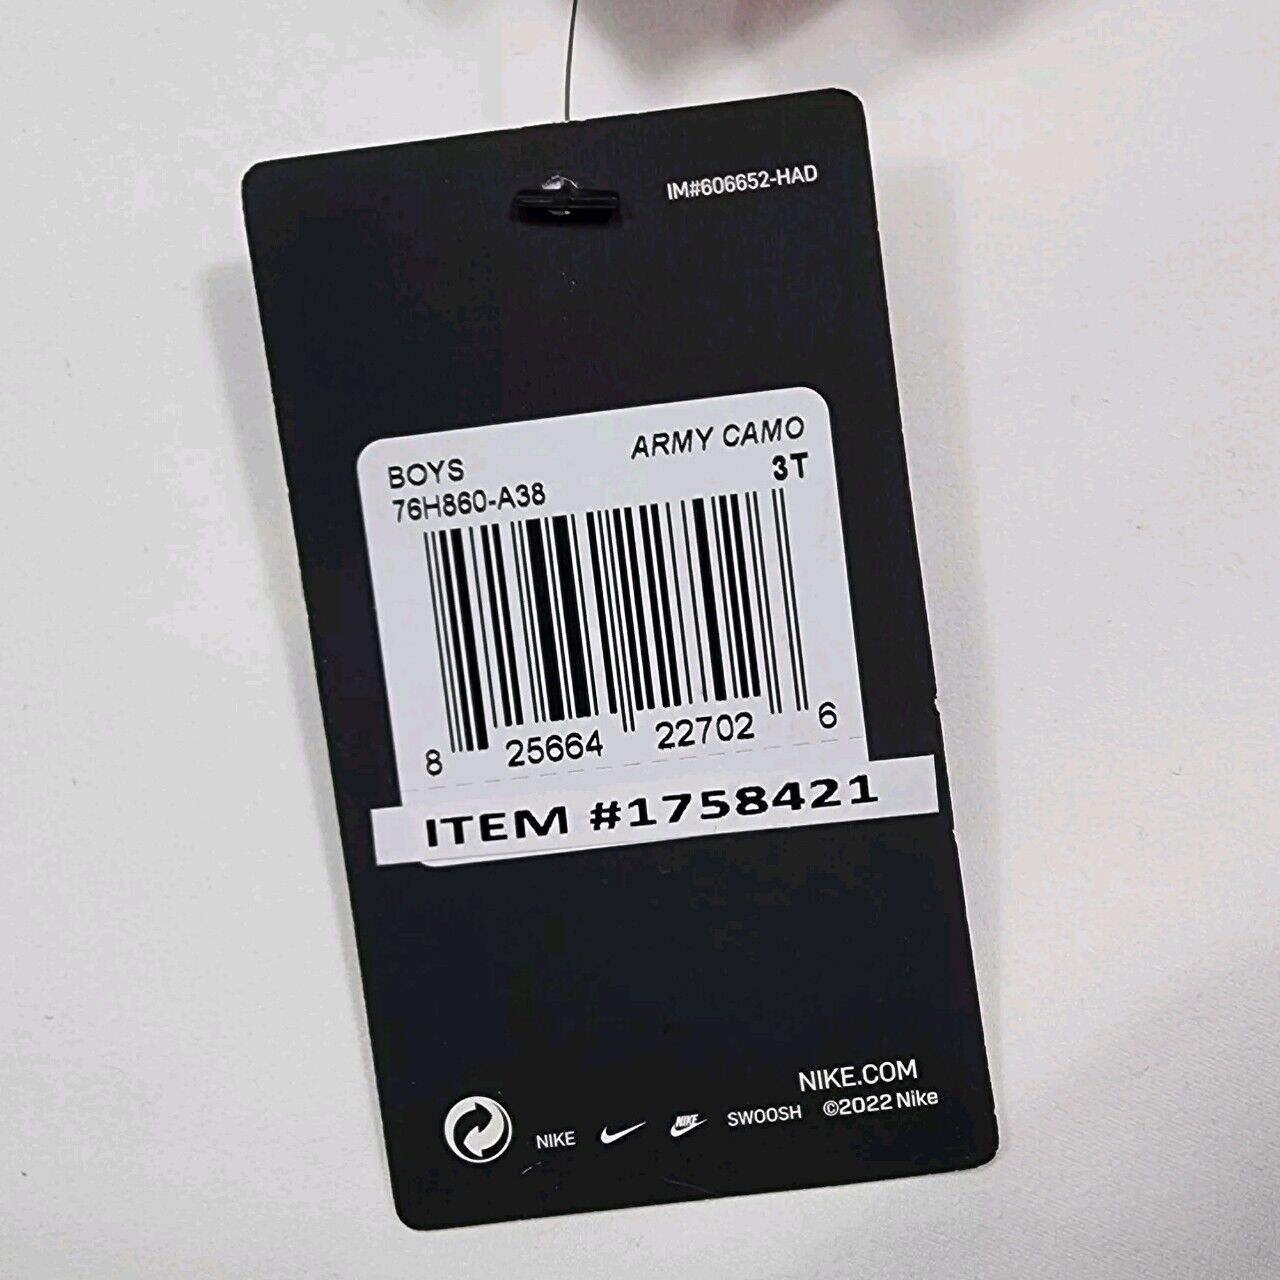 IM#606652-HAD
BOYS ARMY CAMO
76H860-A38 3T
8 25664 22702 6
ITEM #1758421
NIKE.COM
NIKE NIKE SWOOSH ©2022 Nike